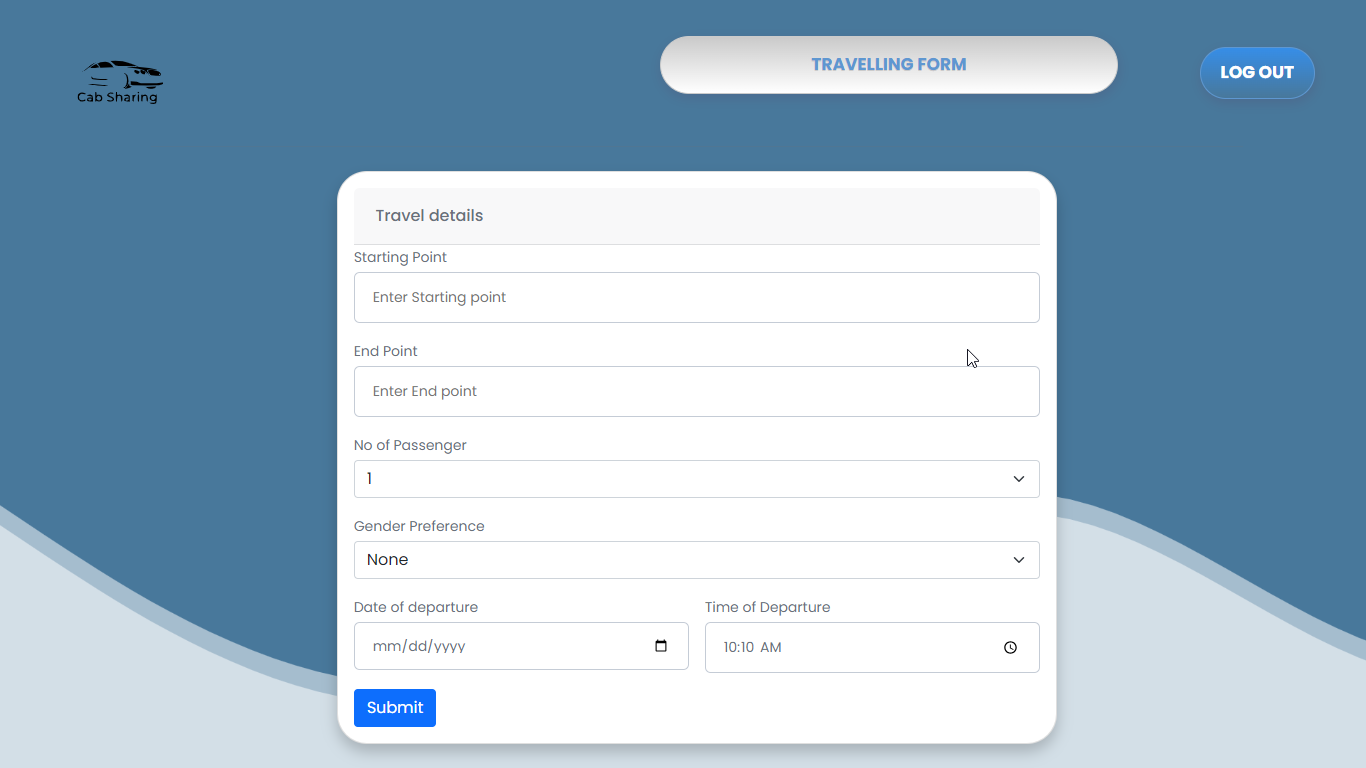 Cab Sharing
TRAVELLING FORM
LOG OUT
Travel details
Starting Point
Enter Starting point
End Point
Enter End point
No of Passenger
1
Gender Preference
None
Date of departure
Time of Departure
mm/dd/yyyy
10:10 AM
Submit